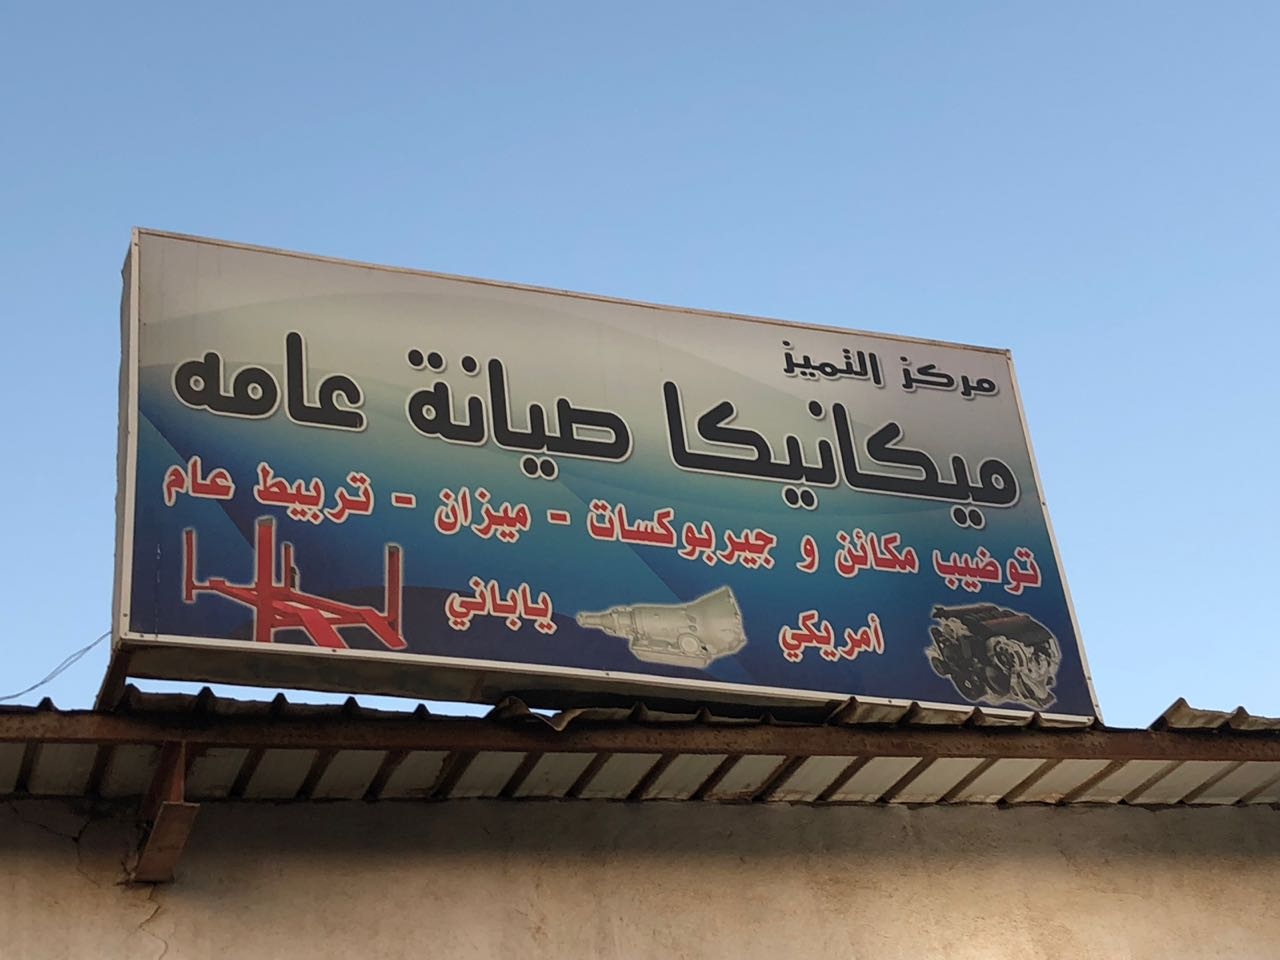 مركز التميز
ميكانيكا صيانة عامه
توضيب مكائن و جيربوكسات - ميزان - تربيط عام
أمريكي ياباني